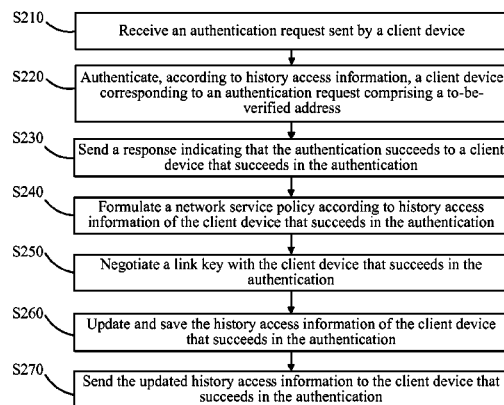 S210
Receive an authentication request sent by a client device
S220
Authenticate, according to history access information, a client device
corresponding to an authentication request comprising a to-be-
verified address
S230
Send a response indicating that the authentication succeeds to a client
device that succeeds in the authentication
S240
Formulate a network service policy according to history access
information of the client device that succeeds in the authentication
S250
Negotiate a link key with the client device that succeeds in the
authentication
S260
Update and save the history access information of the client device
that succeeds in the authentication
S270
Send the updated history access information to the client device that
succeeds in the authentication